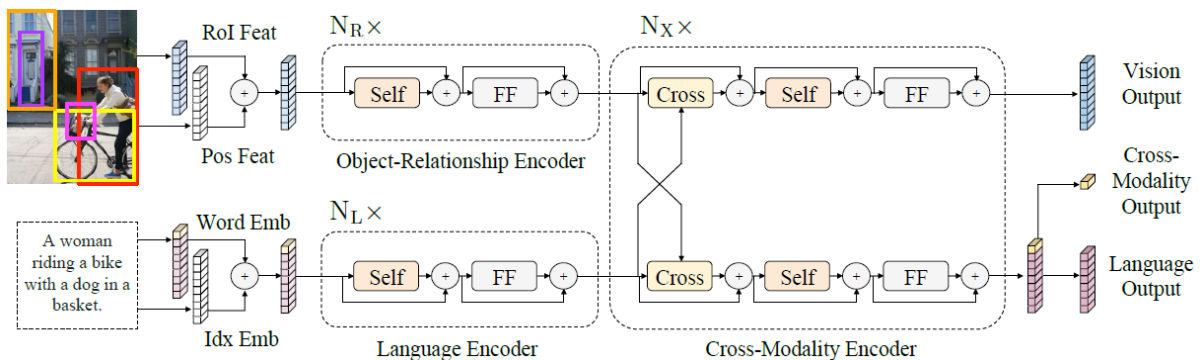 RoI Feat
Pos Feat
N_R ×
Self
+
FF
+
+
Object-Relationship Encoder
A woman
riding a bike
with a dog in a
basket.
Word Emb
Idx Emb
+
N_L ×
Self
+
FF
+
Language Encoder
N_X ×
Cross
+
Self
+
FF
+
Cross
+
Self
+
FF
+
Cross-Modality Encoder
Vision
Output
Cross-
Modality
Output
Language
Output